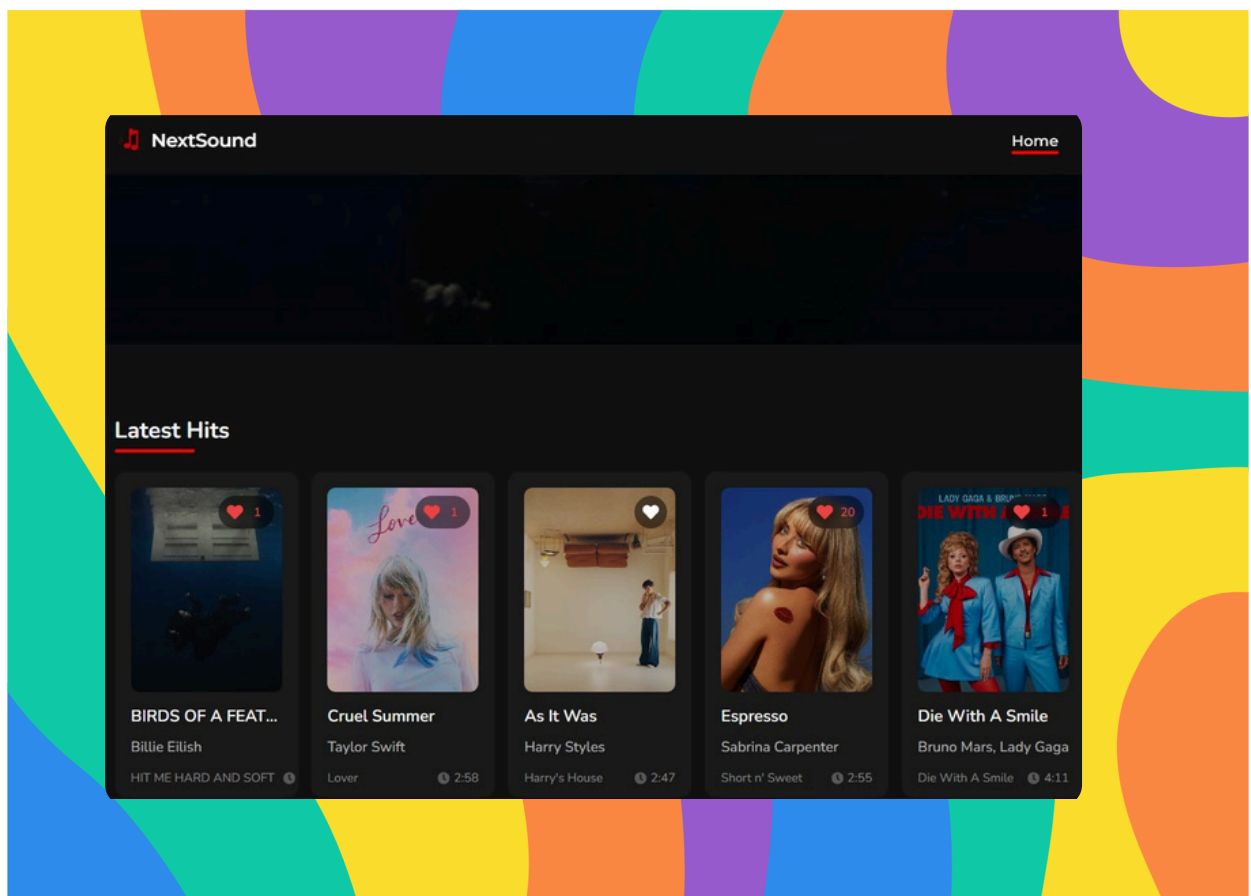 NextSound
Home
Latest Hits
1
Love
1
20
LADY GAGA & BRUNO MARS
DIE WITH A
1
BIRDS OF A FEAT...
Cruel Summer
As It Was
Espresso
Die With A Smile
Billie Eilish
Taylor Swift
Harry Styles
Sabrina Carpenter
Bruno Mars, Lady Gaga
HIT ME HARD AND SOFT
Lover
2:58
Harry's House
2:47
Short n' Sweet
2:55
Die With A Smile
4:11